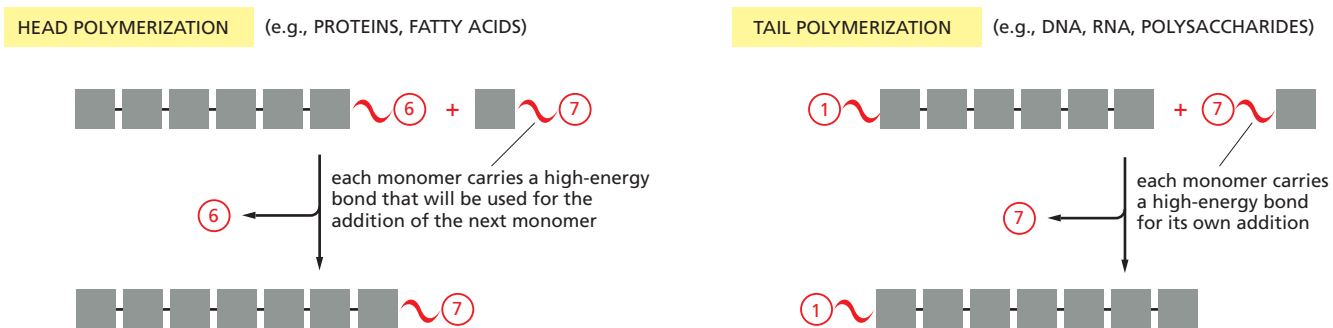 HEAD POLYMERIZATION (e.g., PROTEINS, FATTY ACIDS)
6 + 7
each monomer carries a high-energy
bond that will be used for the
addition of the next monomer
6
7
TAIL POLYMERIZATION (e.g., DNA, RNA, POLYSACCHARIDES)
1 + 7
each monomer carries
a high-energy bond
for its own addition
7
1